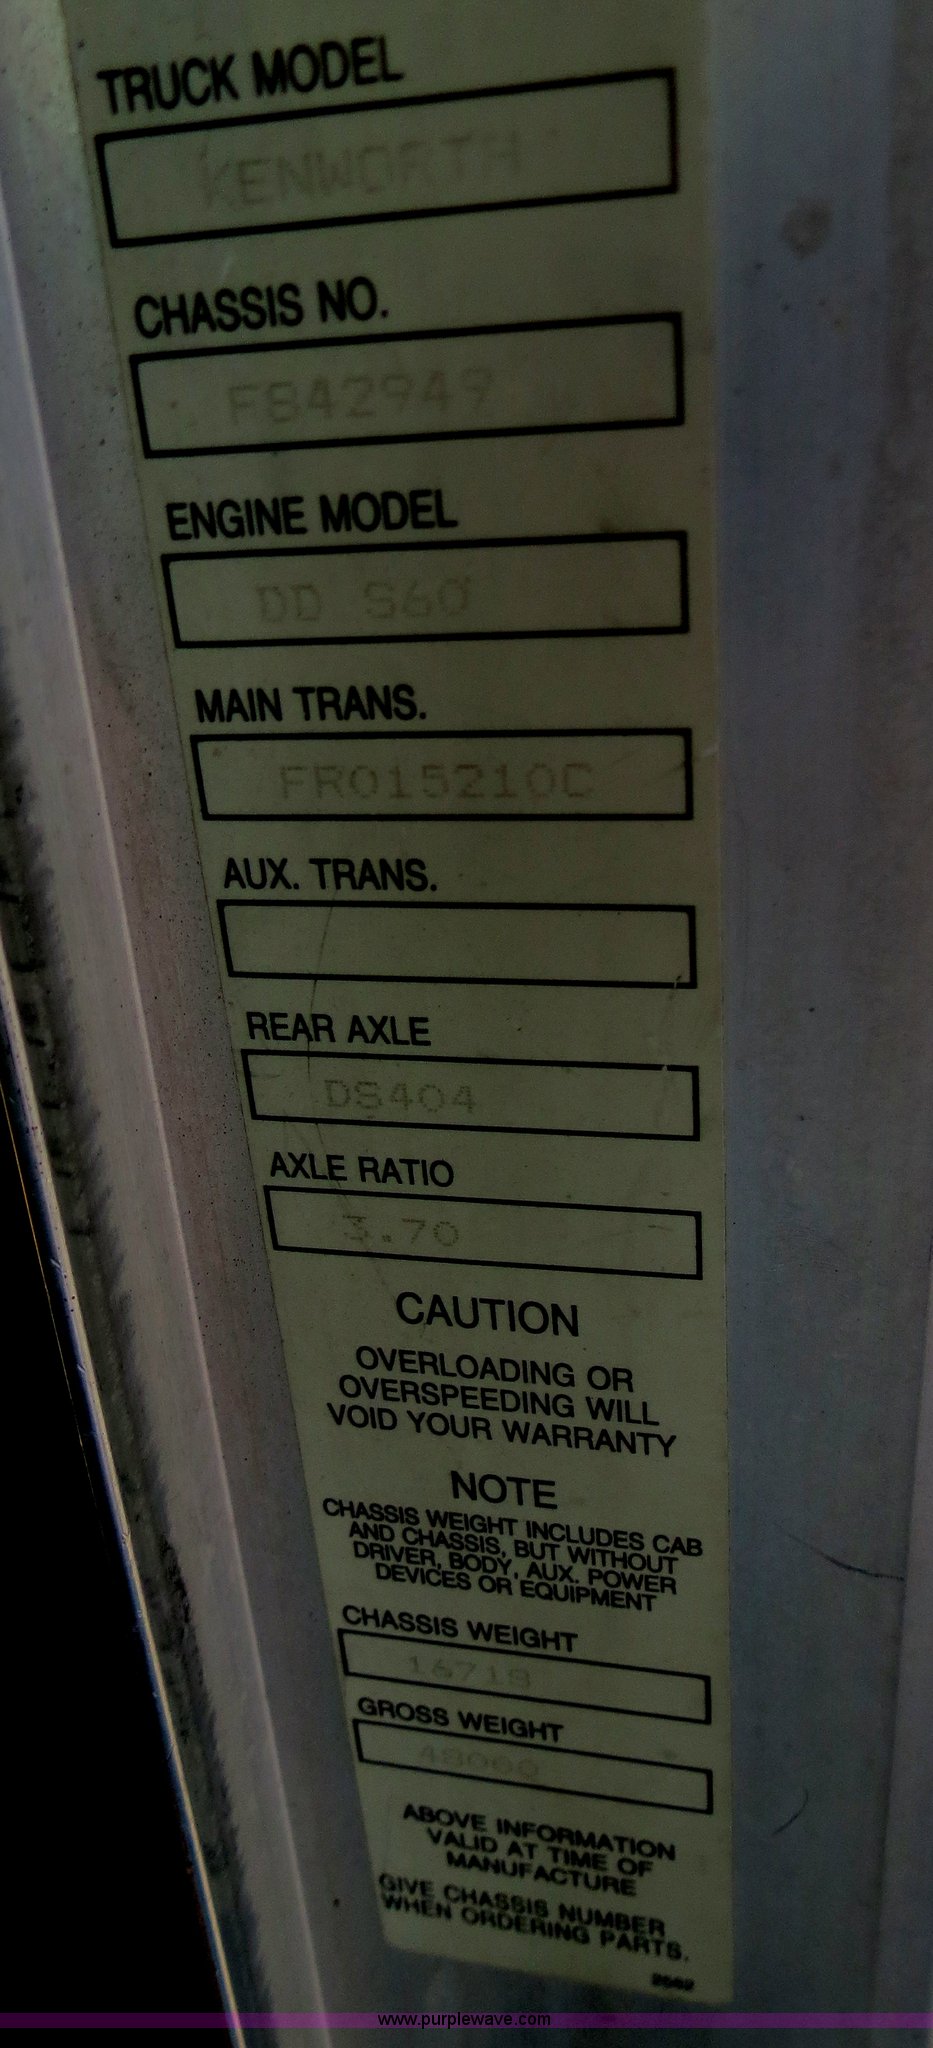 TRUCK MODEL
KENWORTH
CHASSIS NO.
F842949
ENGINE MODEL
DD S60
MAIN TRANS.
FRO15210C
AUX. TRANS.
REAR AXLE
DS404
AXLE RATIO
3.70
CAUTION
OVERLOADING OR
OVERSPEEDING WILL
VOID YOUR WARRANTY
NOTE
CHASSIS WEIGHT INCLUDES CAB
AND CHASSIS, BUT WITHOUT
DRIVER, BODY, AUX. POWER
DEVICES OR EQUIPMENT
CHASSIS WEIGHT
GROSS WEIGHT
ABOVE INFORMATION
VALID AT TIME OF
MANUFACTURE
GIVE CHASSIS NUMBER
WHEN ORDERING PARTS.
www.purplewave.com